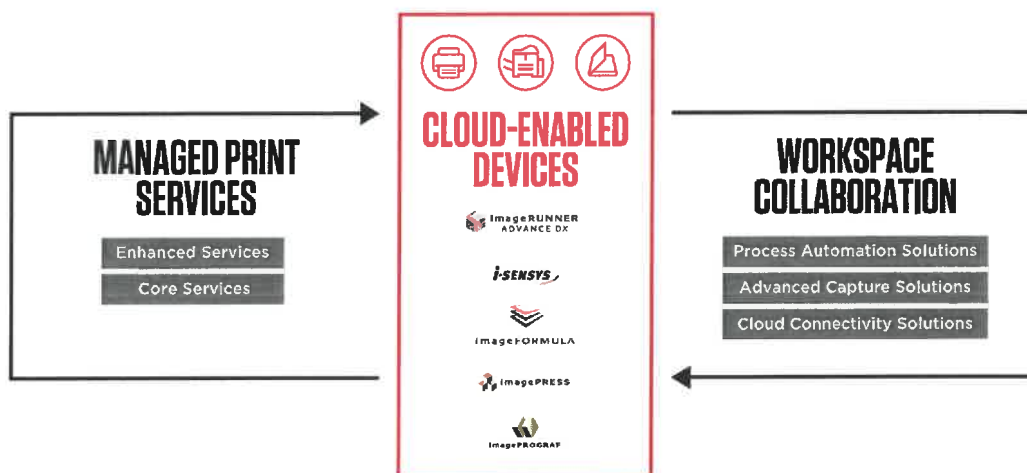 MANAGED PRINT
SERVICES
Enhanced Services
Core Services
CLOUD-ENABLED
DEVICES
imageRUNNER
ADVANCE DX
i-SENSYS
imageFORMULA
imagePRESS
imagePROGRAF
WORKSPACE
COLLABORATION
Process Automation Solutions
Advanced Capture Solutions
Cloud Connectivity Solutions